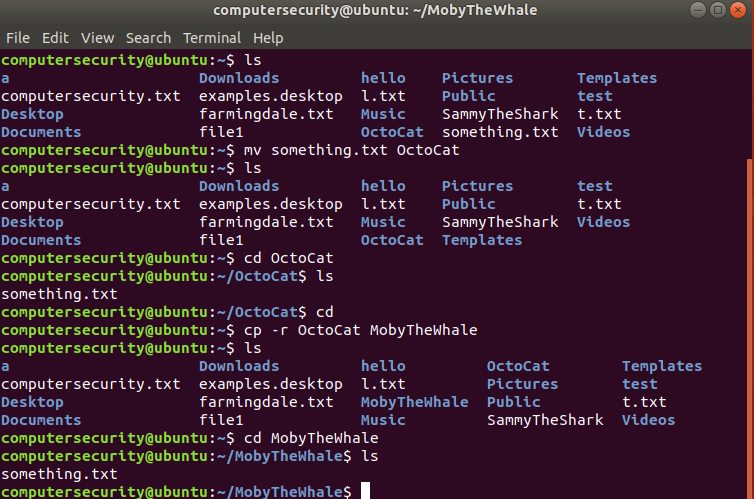 computersecurity@ubuntu: ~/MobyTheWhale
File Edit View Search Terminal Help
computersecurity@ubuntu:~$ ls
a Downloads hello Pictures Templates
computersecurity.txt examples.desktop l.txt Public test
Desktop farmingdale.txt Music SammyTheShark t.txt
Documents file1 OctoCat something.txt Videos
computersecurity@ubuntu:~$ mv something.txt OctoCat
computersecurity@ubuntu:~$ ls
a Downloads hello Pictures test
computersecurity.txt examples.desktop l.txt Public t.txt
Desktop farmingdale.txt Music SammyTheShark Videos
Documents file1 OctoCat Templates
computersecurity@ubuntu:~$ cd OctoCat
computersecurity@ubuntu:~/OctoCat$ ls
something.txt
computersecurity@ubuntu:~/OctoCat$ cd
computersecurity@ubuntu:~$ cp -r OctoCat MobyTheWhale
computersecurity@ubuntu:~$ ls
a Downloads hello OctoCat Templates
computersecurity.txt examples.desktop l.txt Pictures test
Desktop farmingdale.txt MobyTheWhale Public t.txt
Documents file1 Music SammyTheShark Videos
computersecurity@ubuntu:~$ cd MobyTheWhale
computersecurity@ubuntu:~/MobyTheWhale$ ls
something.txt
computersecurity@ubuntu:~/MobyTheWhale$